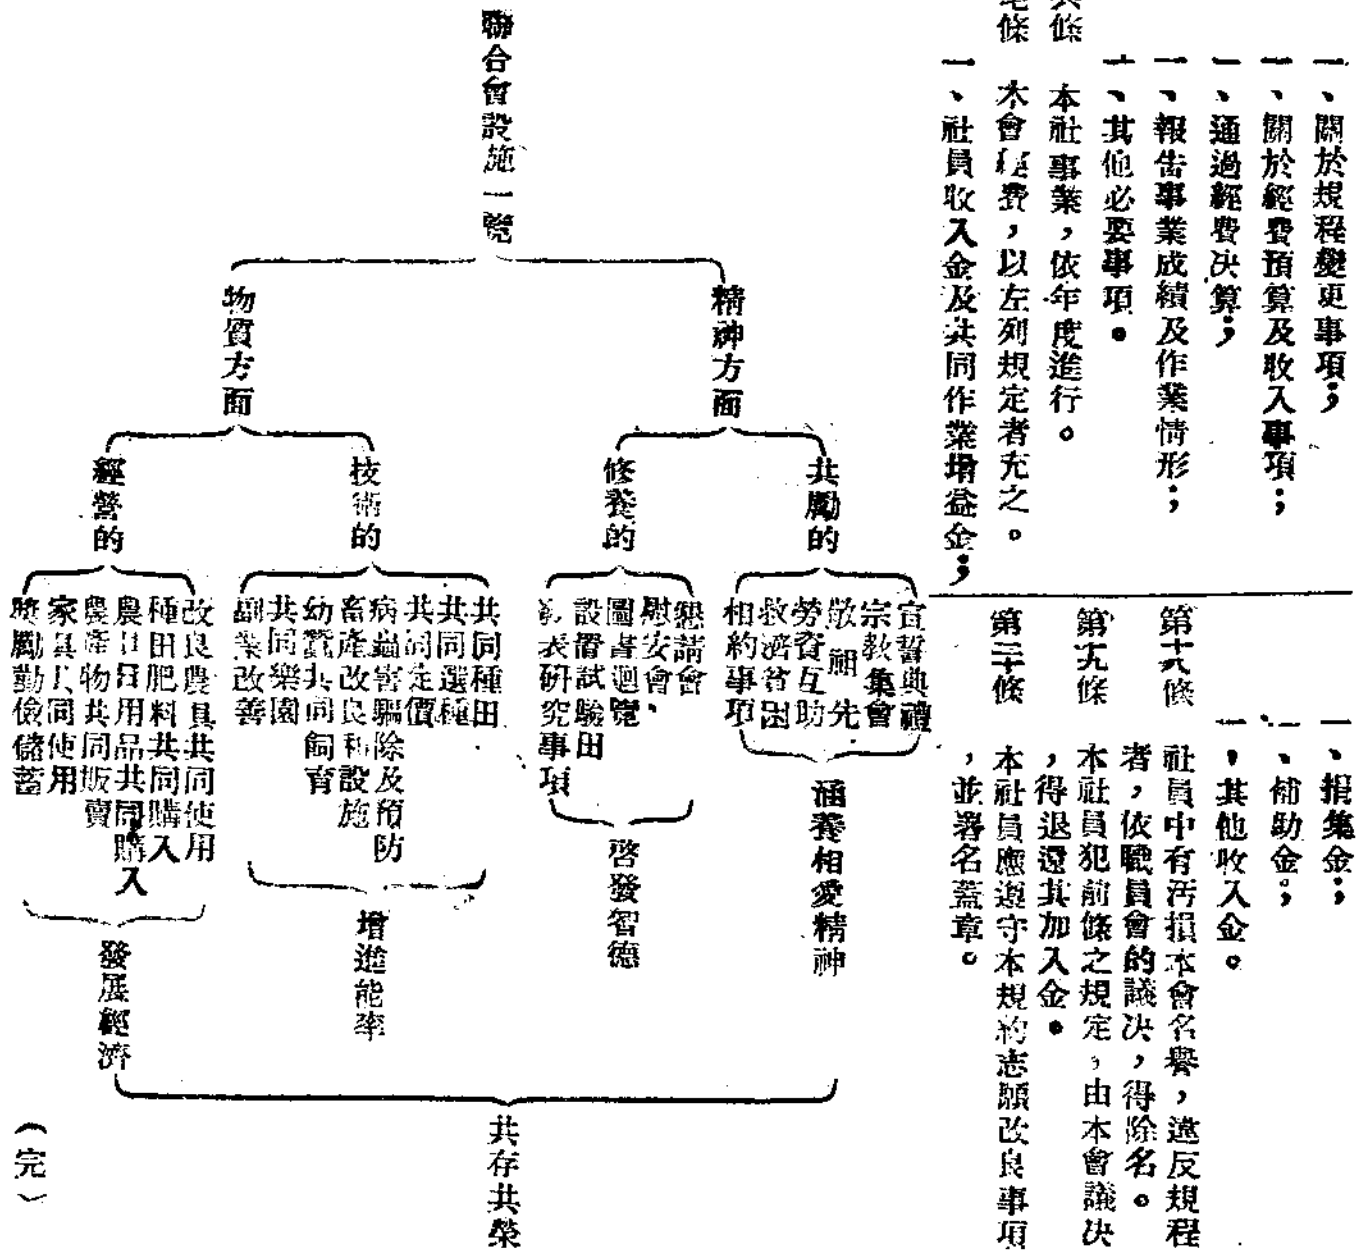 一、關於規程變更事項;
一、關於經費預算及收入事項;
一、通過經費决算;
一、報告事業成績及作業情形;
一、其他必要事項。
條 本社事業,依年度進行。
條 本會經費,以左列規定者充之。
一、社員收入金及共同作業增益金;
一、捐集金;
一、補助金;
一、其他收入金。
第十八條 社員中有汚損本會名譽,違反規程
者,依職員會的議决,得除名。
第十九條 本社員犯前條之規定,由本會議决
,得退還其加入金。
第二十條 本社員應遵守本規約志願改良事項
,並署名蓋章。
聯合會設施一覽
精神方面
共勵的
宣誓典禮
宗敎集會
敬祖先
勞資互助
救濟貧困
相約事項
涵養相愛精神
修養的
懇請會
慰安會
圖書迴覽
設置試驗田
表研究事項
啓發智德
物質方面
技術的
共同種田
共同選種
共同定價
病蟲害驅除及預防
畜產改良和設施
幼蠶共同飼育
共同樂園
副業改善
增進能率
經營的
改良農具共同使用
種田肥料共同購入
農日用品共同購入
農產物共同販賣
家具共同使用
獎勵勤儉儲蓄
發展經濟
共存共榮
(完)